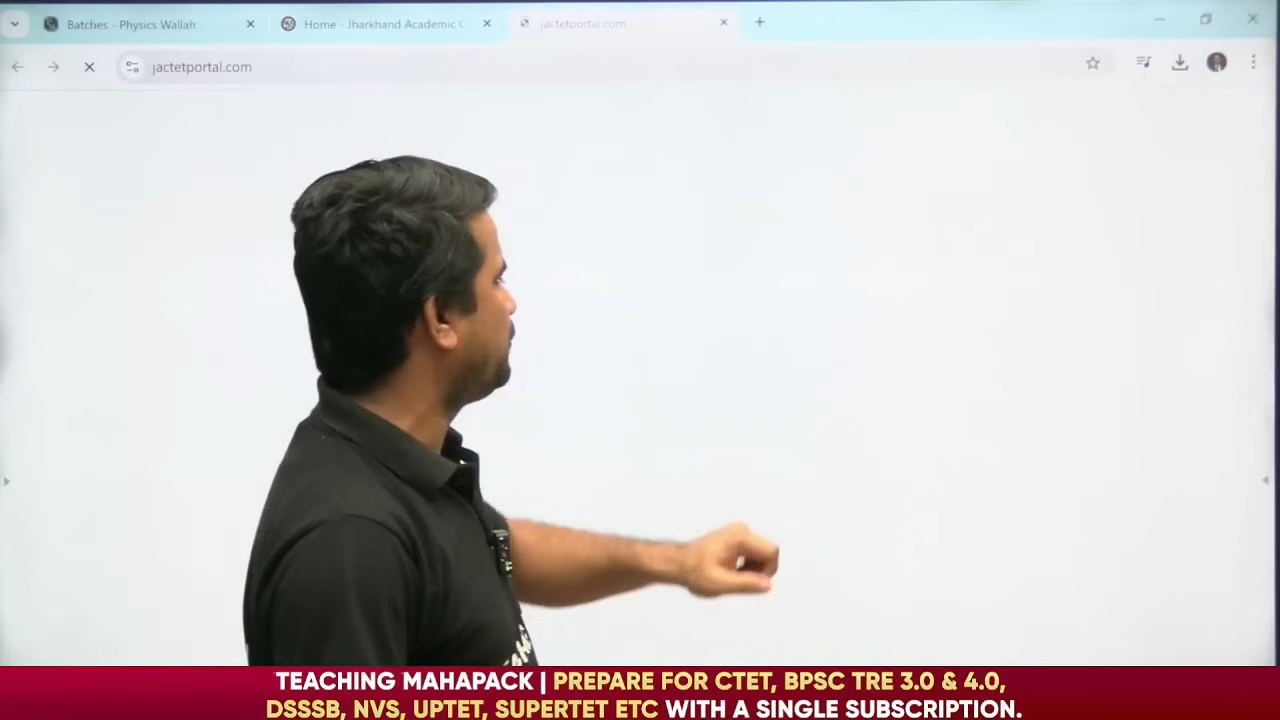 Batches - Physics Wallah
Home - Jharkhand Academic C
jactetportal.com
jactetportal.com
TEACHING MAHAPACK | PREPARE FOR CTET, BPSC TRE 3.0 & 4.0,
DSSSB, NVS, UPTET, SUPERTET ETC WITH A SINGLE SUBSCRIPTION.